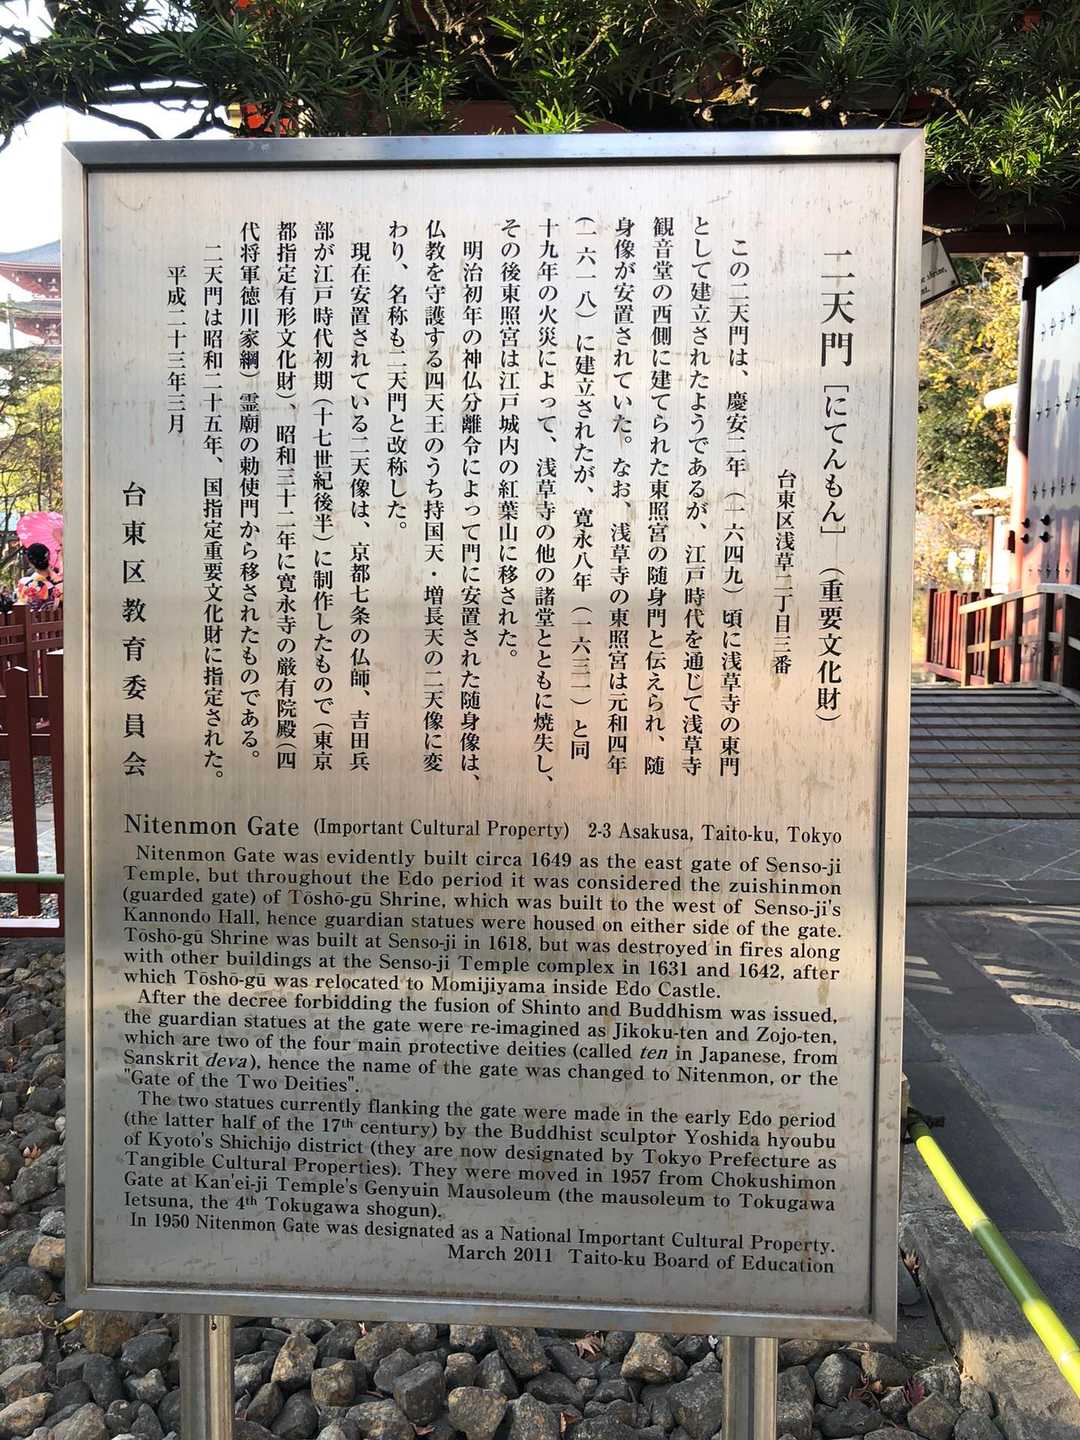 二天門［にてんもん］―（重要文化財）
台東区浅草二丁目三番
この二天門は、慶安二年（一六四九）頃に浅草寺の東門
として建立されたようであるが、江戸時代を通じて浅草寺
観音堂の西側に建てられた東照宮の随身門と伝えられ、随
身像が安置されていた。なお、浅草寺の東照宮は元和四年
（一六一八）に建立されたが、寛永八年（一六三一）と同
十九年の火災によって、浅草寺の他の諸堂とともに焼失し、
その後東照宮は江戸城内の紅葉山に移された。
明治初年の神仏分離令によって門に安置された随身像は、
仏教を守護する四天王のうち持国天・増長天の二天像に変
わり、名称も二天門と改称した。
現在安置されている二天像は、京都七条の仏師、吉田兵
部が江戸時代初期（十七世紀後半）に制作したもので（東京
都指定有形文化財）、昭和三十二年に寛永寺の厳有院殿（四
代将軍徳川家綱）霊廟の勅使門から移されたものである。
二天門は昭和二十五年、国指定重要文化財に指定された。
平成二十三年三月
台東区教育委員会
Nitenmon Gate (Important Cultural Property) 2-3 Asakusa, Taito-ku, Tokyo
Nitenmon Gate was evidently built circa 1649 as the east gate of Senso-ji
Temple, but throughout the Edo period it was considered the zuishinmon
(guarded gate) of Tōshō-gū Shrine, which was built to the west of Senso-ji's
Kannondo Hall, hence guardian statues were housed on either side of the gate.
Tōshō-gū Shrine was built at Senso-ji in 1618, but was destroyed in fires along
with other buildings at the Senso-ji Temple complex in 1631 and 1642, after
which Tōshō-gū was relocated to Momijiyama inside Edo Castle.
After the decree forbidding the fusion of Shinto and Buddhism was issued,
the guardian statues at the gate were re-imagined as Jikoku-ten and Zojo-ten,
which are two of the four main protective deities (called ten in Japanese, from
Sanskrit deva), hence the name of the gate was changed to Nitenmon, or the
"Gate of the Two Deities".
The two statues currently flanking the gate were made in the early Edo period
(the latter half of the 17th century) by the Buddhist sculptor Yoshida hyoubu
of Kyoto's Shichijo district (they are now designated by Tokyo Prefecture as
Tangible Cultural Properties). They were moved in 1957 from Chokushimon
Gate at Kan'ei-ji Temple's Genyuin Mausoleum (the mausoleum to Tokugawa
Ietsuna, the 4th Tokugawa shogun).
In 1950 Nitenmon Gate was designated as a National Important Cultural Property.
March 2011 Taito-ku Board of Education